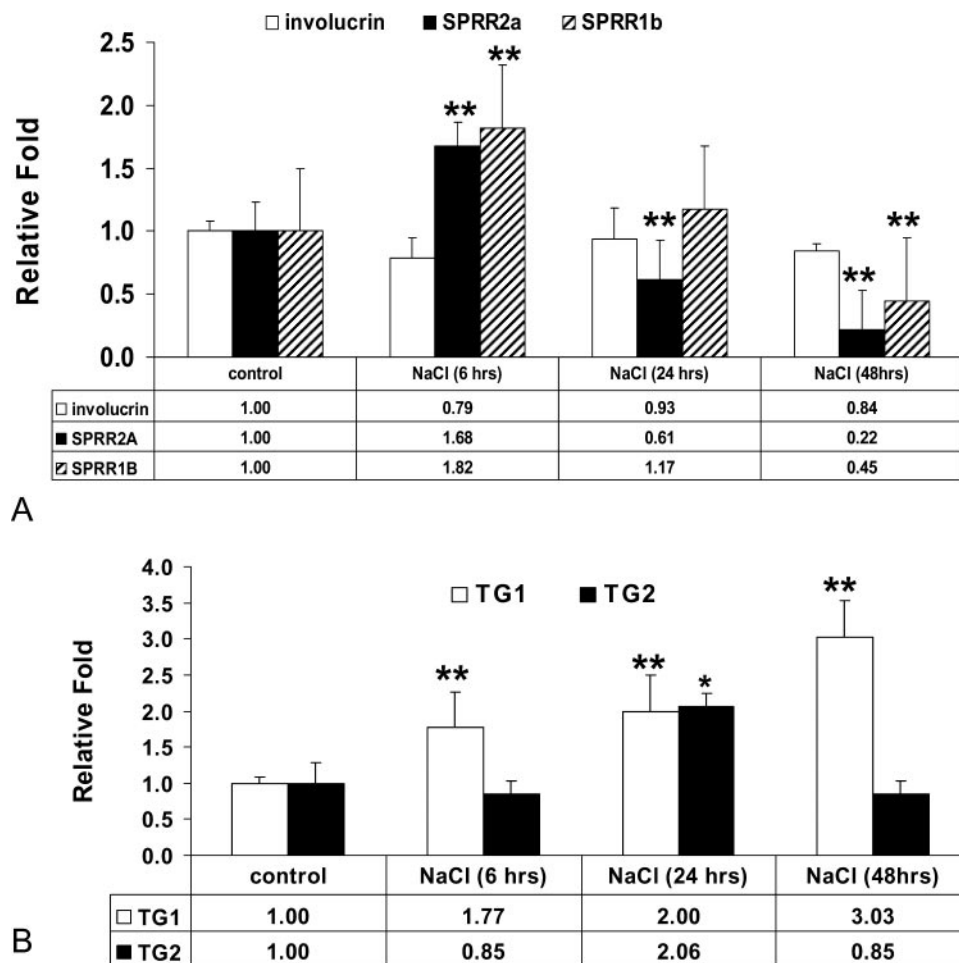 involucrin SPRR2a SPRR1b
Relative Fold
2.5
2.0
1.5
1.0
0.5
0.0
** **
**
** **
control NaCl (6 hrs) NaCl (24 hrs) NaCl (48hrs)
involucrin 1.00 0.79 0.93 0.84
SPRR2A 1.00 1.68 0.61 0.22
SPRR1B 1.00 1.82 1.17 0.45
A
TG1 TG2
Relative Fold
4.0
3.5
3.0
2.5
2.0
1.5
1.0
0.5
0.0
** ** * **
control NaCl (6 hrs) NaCl (24 hrs) NaCl (48hrs)
TG1 1.00 1.77 2.00 3.03
TG2 1.00 0.85 2.06 0.85
B